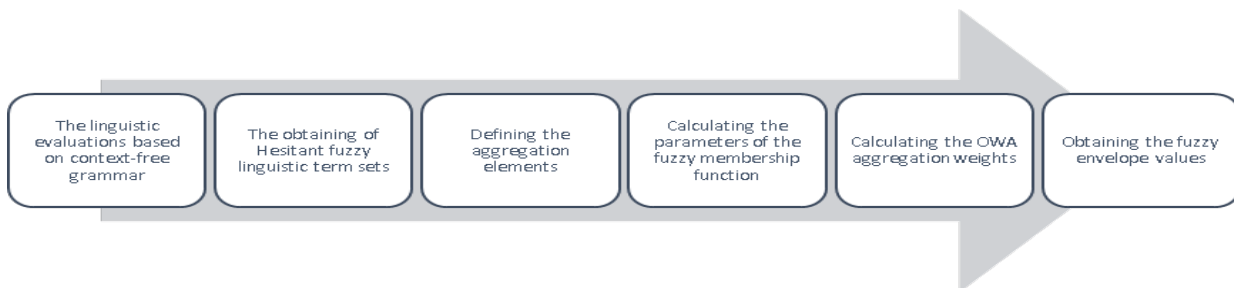 The linguistic
evaluations based
on context-free
grammar
The obtaining of
Hesitant fuzzy
linguistic term sets
Defining the
aggregation
elements
Calculating the
parameters of the
fuzzy membership
function
Calculating the OWA
aggregation weights
Obtaining the fuzzy
envelope values